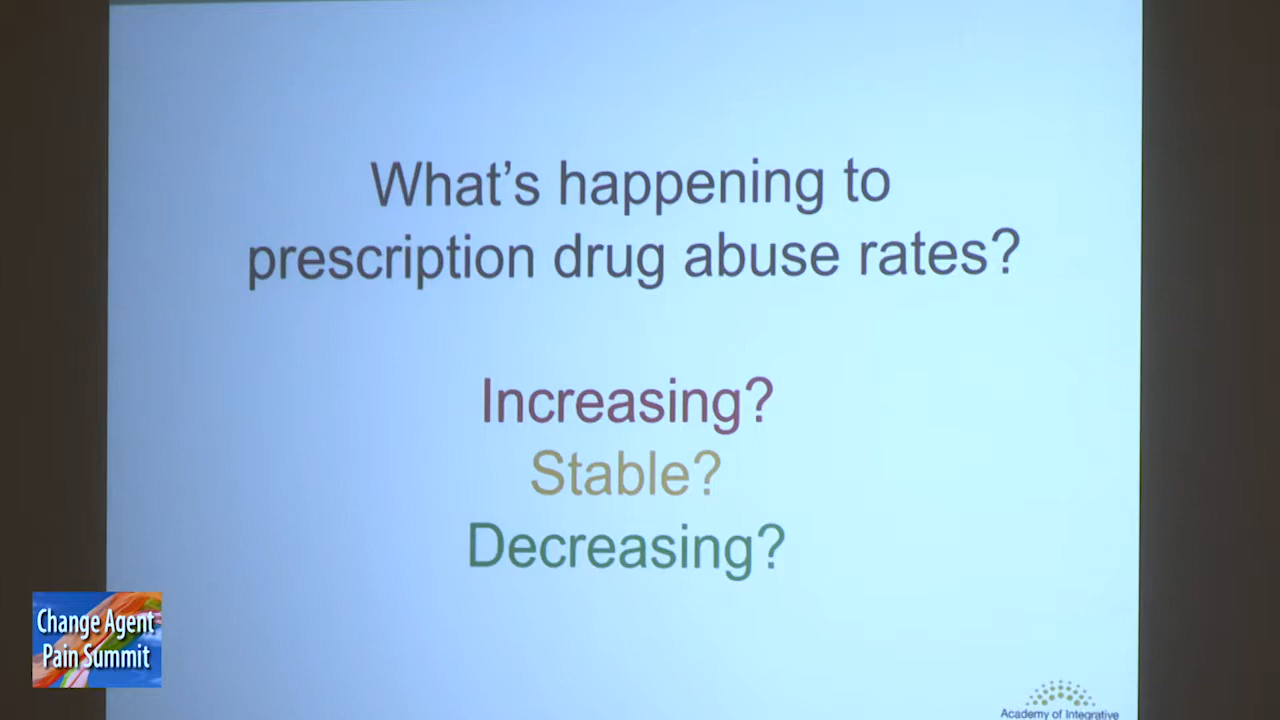 What's happening to
prescription drug abuse rates?
Increasing?
Stable?
Decreasing?
Change Agent
Pain Summit
Academy of Integrative